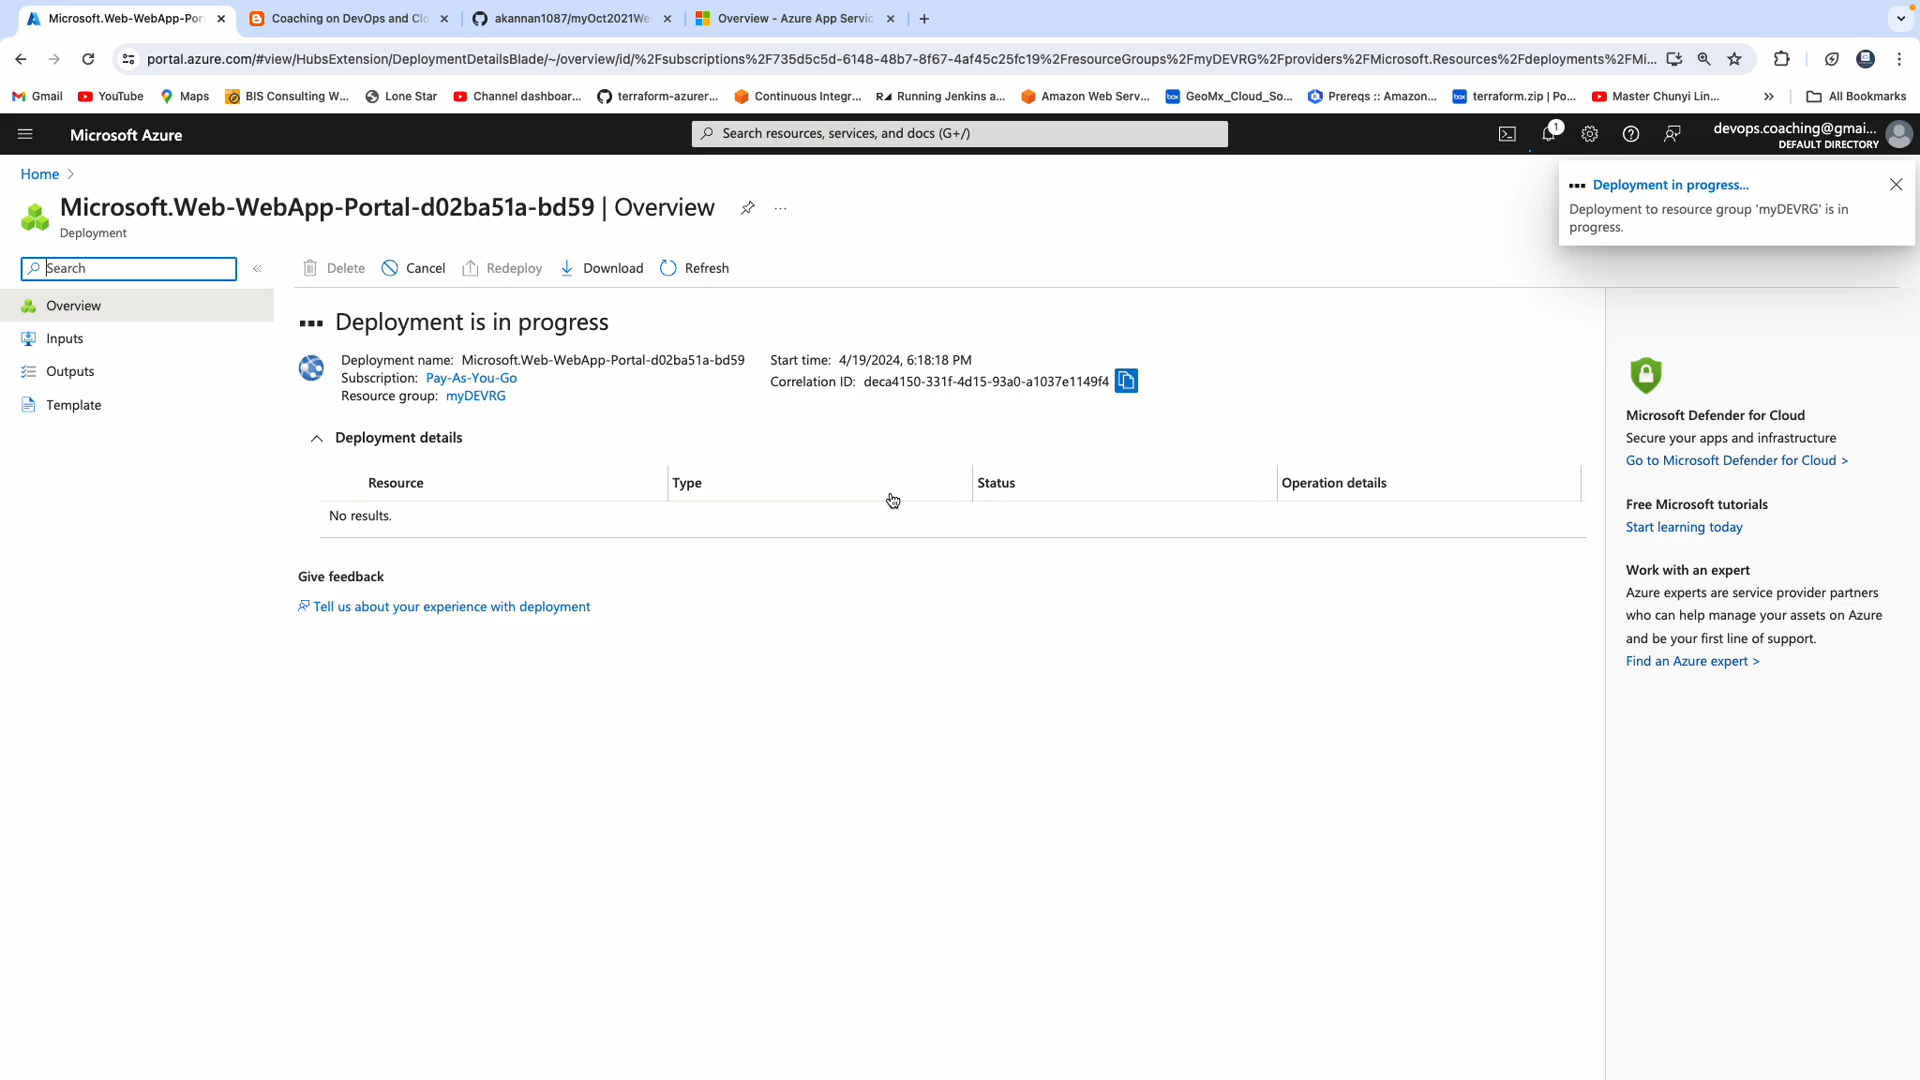 Microsoft.Web-WebApp-Por
Coaching on DevOps and Clo
akannan1087/myOct2021We
Overview - Azure App Servic
portal.azure.com/#view/HubsExtension/DeploymentDetailsBlade/~/overview/id/%2Fsubscriptions%2F735d5c5d-6148-48b7-8f67-4af45c25fc19%2FresourceGroups%2FmyDEVRG%2Fproviders%2FMicrosoft.Resources%2Fdeployments%2FMi...
Gmail
YouTube
Maps
BIS Consulting W...
Lone Star
Channel dashboar...
terraform-azurer...
Continuous Integr...
Running Jenkins a...
Amazon Web Serv...
GeoMx_Cloud_So...
Prereqs :: Amazon...
terraform.zip | Po...
Master Chunyi Lin...
All Bookmarks
Microsoft Azure
Search resources, services, and docs (G+/)
1
devops.coaching@gmai...
DEFAULT DIRECTORY
Home
Microsoft.Web-WebApp-Portal-d02ba51a-bd59 | Overview
Deployment
Deployment in progress...
Deployment to resource group 'myDEVRG' is in
progress.
Search
Delete
Cancel
Redeploy
Download
Refresh
Overview
Inputs
Outputs
Template
Deployment is in progress
Deployment name: Microsoft.Web-WebApp-Portal-d02ba51a-bd59
Subscription: Pay-As-You-Go
Resource group: myDEVRG
Start time: 4/19/2024, 6:18:18 PM
Correlation ID: deca4150-331f-4d15-93a0-a1037e1149f4
Deployment details
Resource
Type
Status
Operation details
No results.
Give feedback
Tell us about your experience with deployment
Microsoft Defender for Cloud
Secure your apps and infrastructure
Go to Microsoft Defender for Cloud >
Free Microsoft tutorials
Start learning today
Work with an expert
Azure experts are service provider partners
who can help manage your assets on Azure
and be your first line of support.
Find an Azure expert >